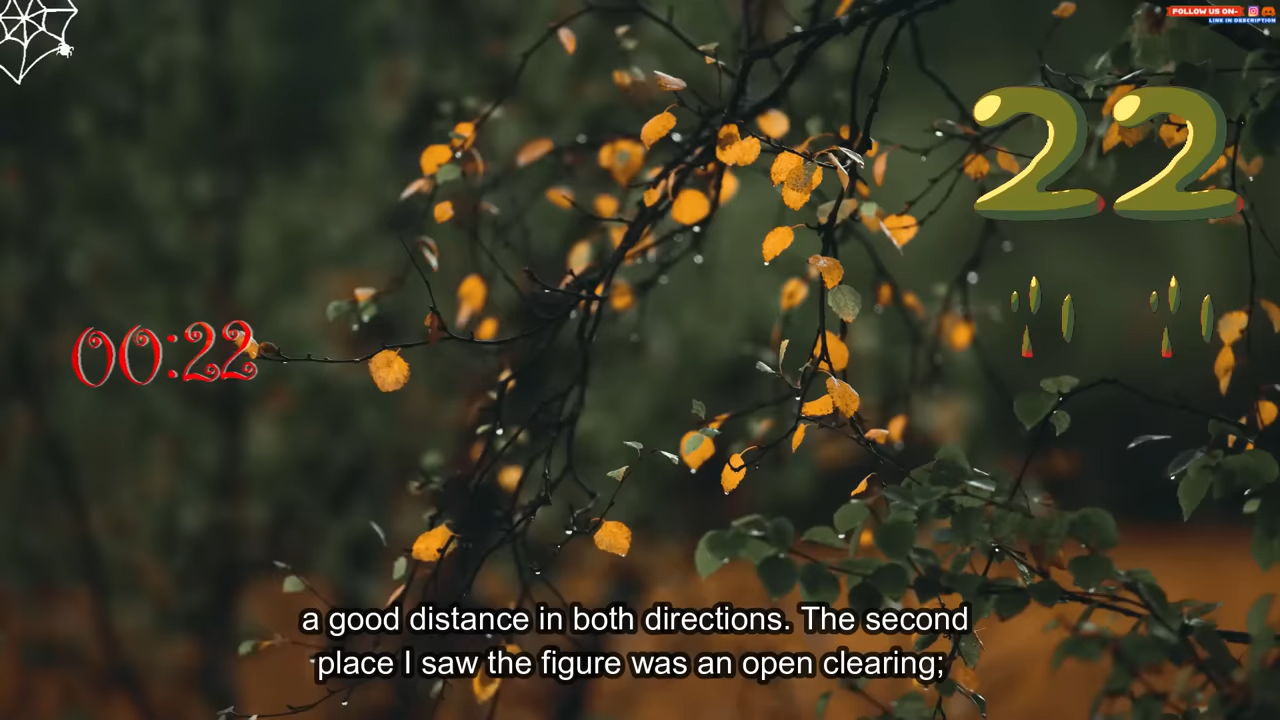 FOLLOW US ON-
LINK IN DESCRIPTION
22
00:22
a good distance in both directions. The second
place I saw the figure was an open clearing;